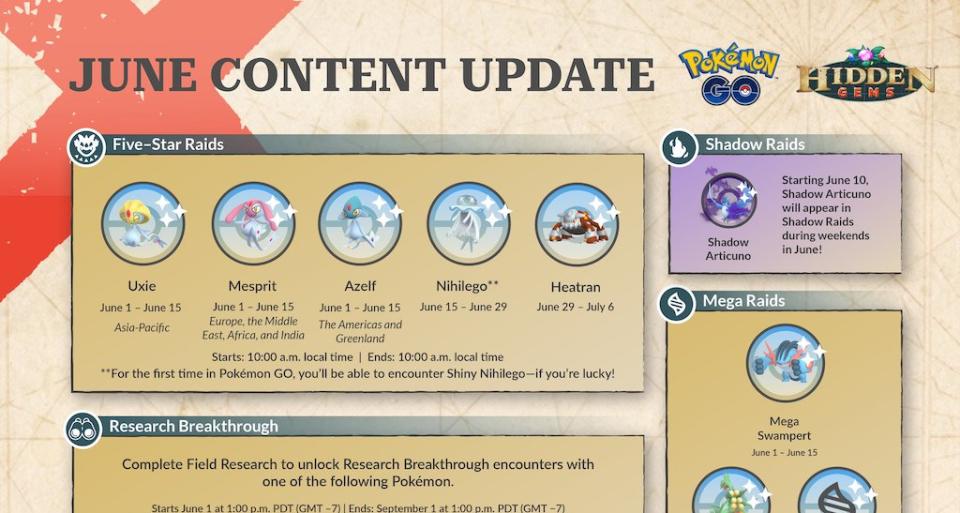 JUNE CONTENT UPDATE
Pokémon
GO
HIDDEN
GEMS
Five–Star Raids
Uxie
June 1 – June 15
Asia-Pacific
Mesprit
June 1 – June 15
Europe, the Middle
East, Africa, and India
Azelf
June 1 – June 15
The Americas and
Greenland
Nihilego**
June 15 – June 29
Heatran
June 29 – July 6
Starts: 10:00 a.m. local time | Ends: 10:00 a.m. local time
**For the first time in Pokémon GO, you'll be able to encounter Shiny Nihilego—if you're lucky!
Shadow Raids
Shadow
Articuno
Starting June 10,
Shadow Articuno
will appear in
Shadow Raids
during weekends
in June!
Mega Raids
Mega
Swampert
June 1 – June 15
Research Breakthrough
Complete Field Research to unlock Research Breakthrough encounters with
one of the following Pokémon.
Starts June 1 at 1:00 p.m. PDT (GMT −7) | Ends: September 1 at 1:00 p.m. PDT (GMT −7)